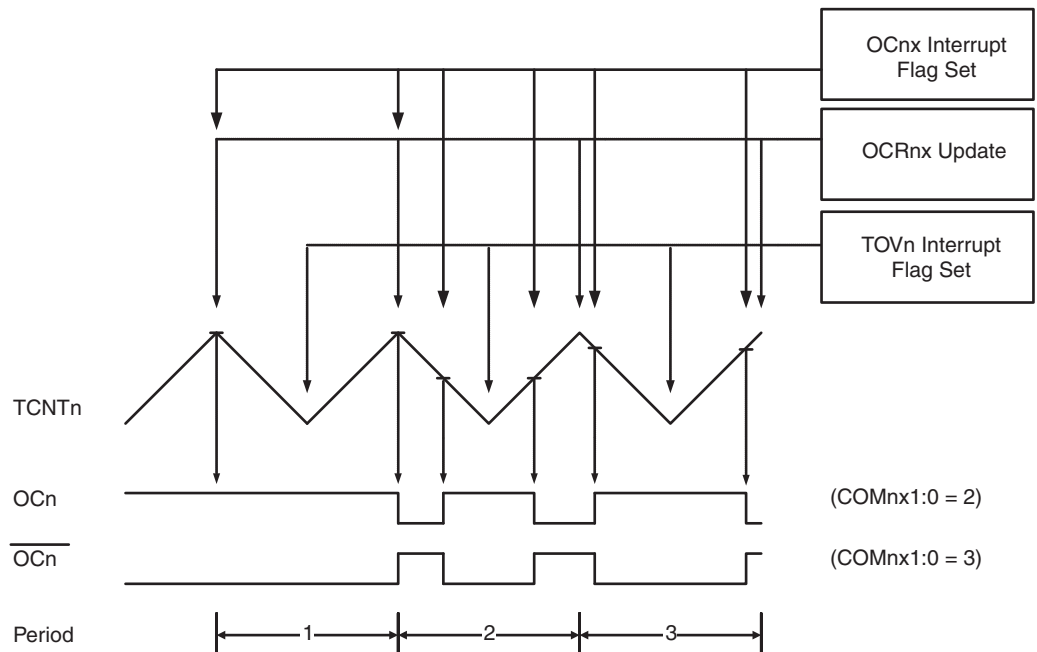 OCnx Interrupt
Flag Set
OCRnx Update
TOVn Interrupt
Flag Set
TCNTn
OCn
(COMnx1:0 = 2)
OCn
(COMnx1:0 = 3)
Period
1
2
3